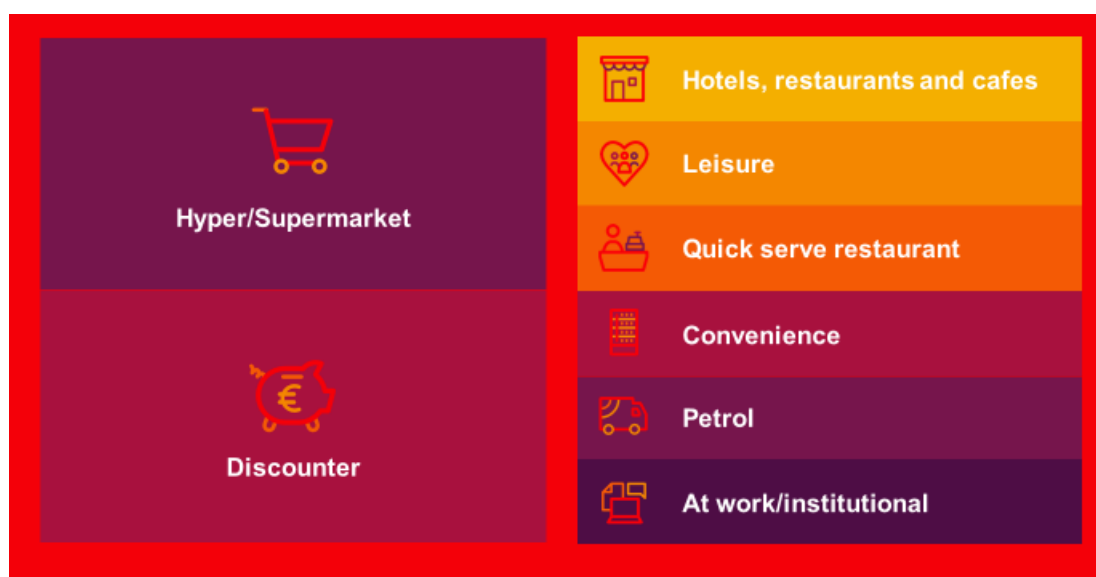 Hyper/Supermarket
Discounter
Hotels, restaurants and cafes
Leisure
Quick serve restaurant
Convenience
Petrol
At work/institutional